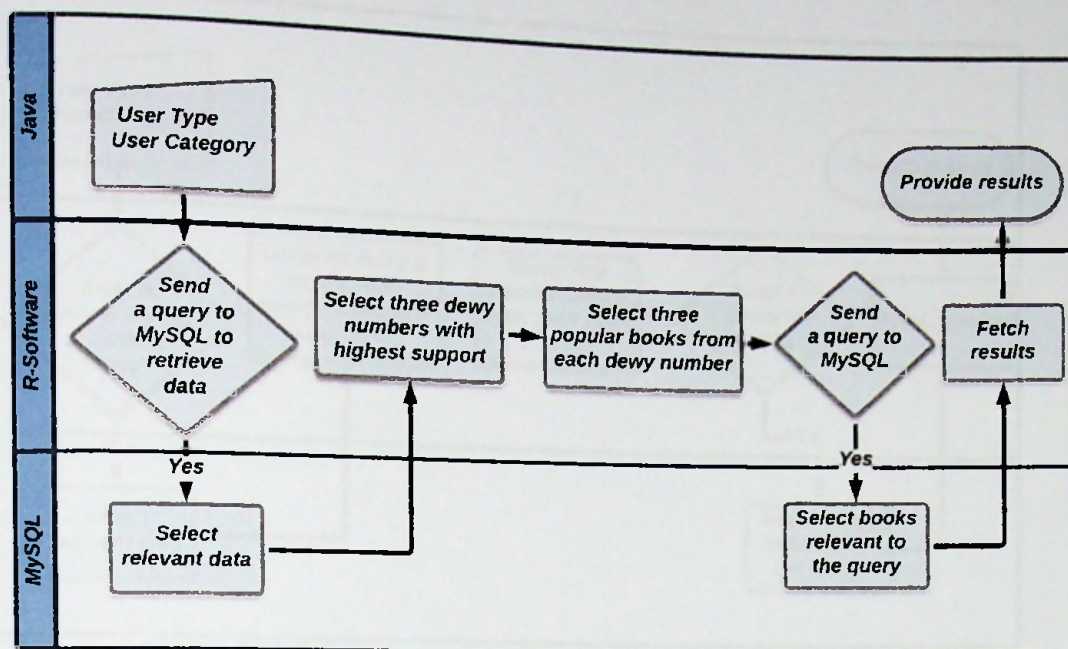 Java
User Type
User Category
Provide results
R-Software
Send
a query to
MySQL to
retrieve
data
Select three dewy
numbers with
highest support
Select three
popular books from
each dewy number
Send
a query to
MySQL
Fetch
results
Yes
Yes
MySQL
Select
relevant data
Select books
relevant to
the query